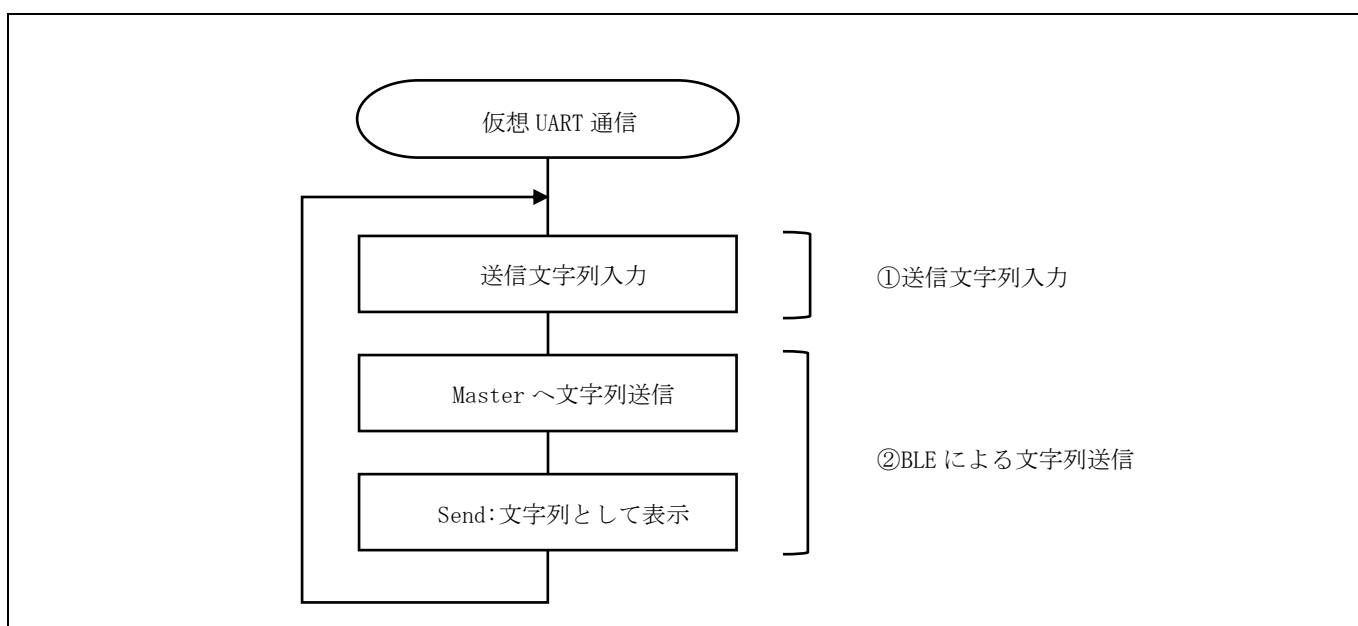 仮想 UART 通信
送信文字列入力
①送信文字列入力
Master へ文字列送信
②BLE による文字列送信
Send:文字列として表示